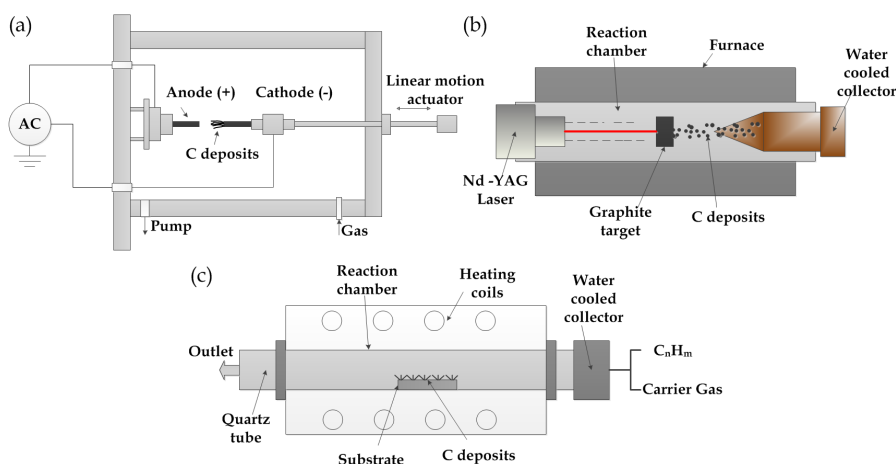 (a)
Anode (+)
Cathode (-)
Linear motion
actuator
AC
C deposits
Pump
Gas
(b)
Reaction
chamber
Furnace
Water
cooled
collector
Nd -YAG
Laser
Graphite
target
C deposits
(c)
Reaction
chamber
Heating
coils
Water
cooled
collector
Outlet
CnHm
Carrier Gas
Quartz
tube
Substrate
C deposits